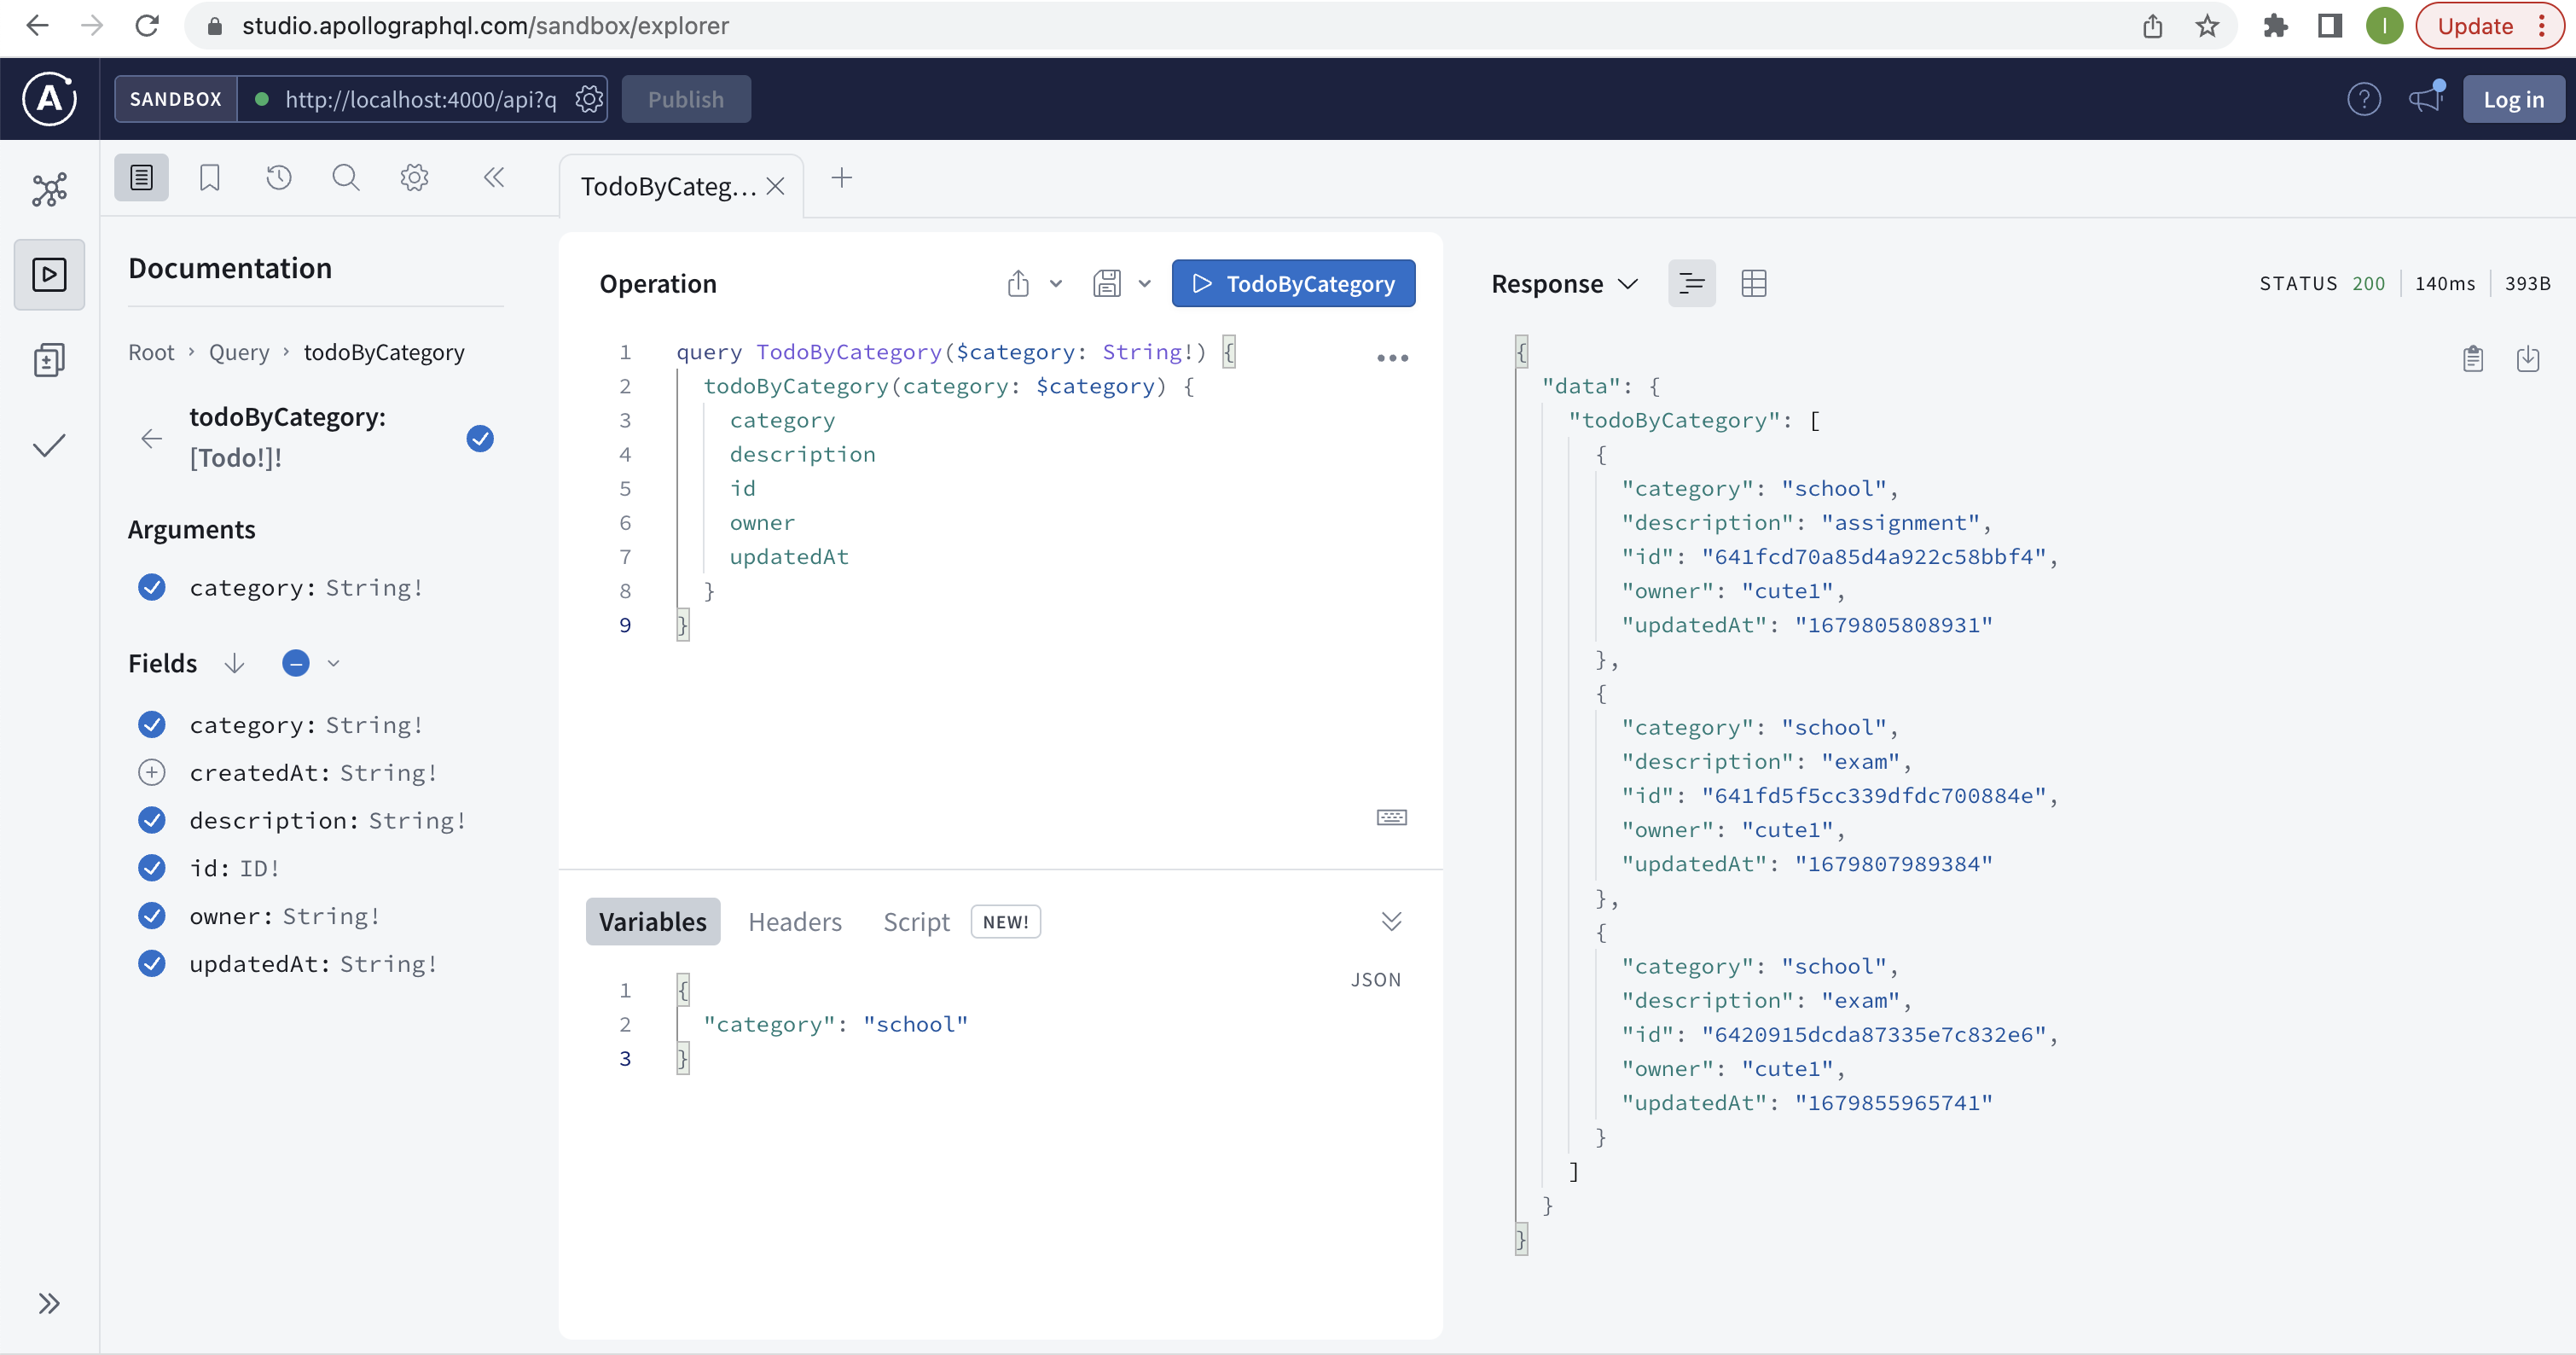 studio.apollographql.com/sandbox/explorer
I
Update
A
SANDBOX
http://localhost:4000/api?q
Publish
?
Log in
TodoByCateg...
Documentation
Root › Query › todoByCategory
todoByCategory:
[Todo!]!
Arguments
category: String!
Fields
category: String!
createdAt: String!
description: String!
id: ID!
owner: String!
updatedAt: String!
Operation
TodoByCategory
1 query TodoByCategory($category: String!) {
2 todoByCategory(category: $category) {
3 category
4 description
5 id
6 owner
7 updatedAt
8 }
9 }
Variables Headers Script NEW!
JSON
1 {
2 "category": "school"
3 }
Response
STATUS 200 140ms 393B
{
"data": {
"todoByCategory": [
{
"category": "school",
"description": "assignment",
"id": "641fcd70a85d4a922c58bbf4",
"owner": "cute1",
"updatedAt": "1679805808931"
},
{
"category": "school",
"description": "exam",
"id": "641fd5f5cc339dfdc700884e",
"owner": "cute1",
"updatedAt": "1679807989384"
},
{
"category": "school",
"description": "exam",
"id": "6420915dcda87335e7c832e6",
"owner": "cute1",
"updatedAt": "1679855965741"
}
]
}
}